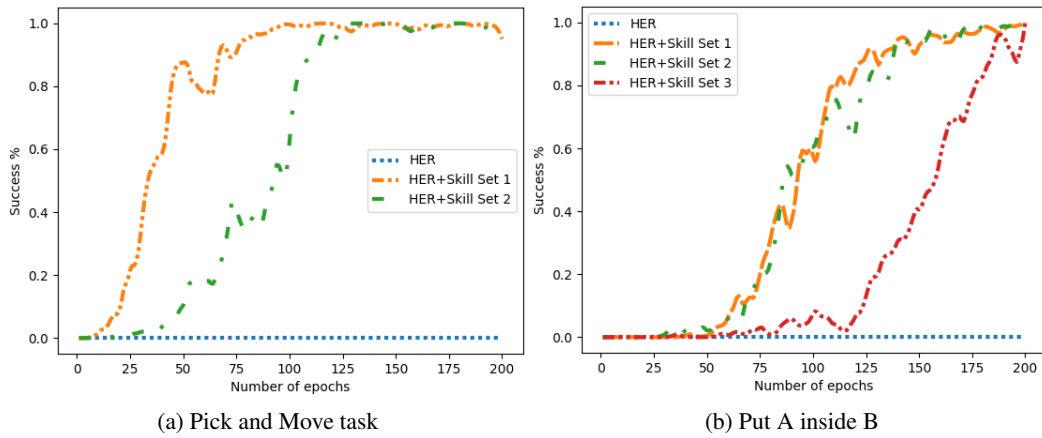 HER
HER+Skill Set 1
HER+Skill Set 2
Success %
1.0
0.8
0.6
0.4
0.2
0.0
0 25 50 75 100 125 150 175 200
Number of epochs
(a) Pick and Move task
HER
HER+Skill Set 1
HER+Skill Set 2
HER+Skill Set 3
Success %
1.0
0.8
0.6
0.4
0.2
0.0
0 25 50 75 100 125 150 175 200
Number of epochs
(b) Put A inside B